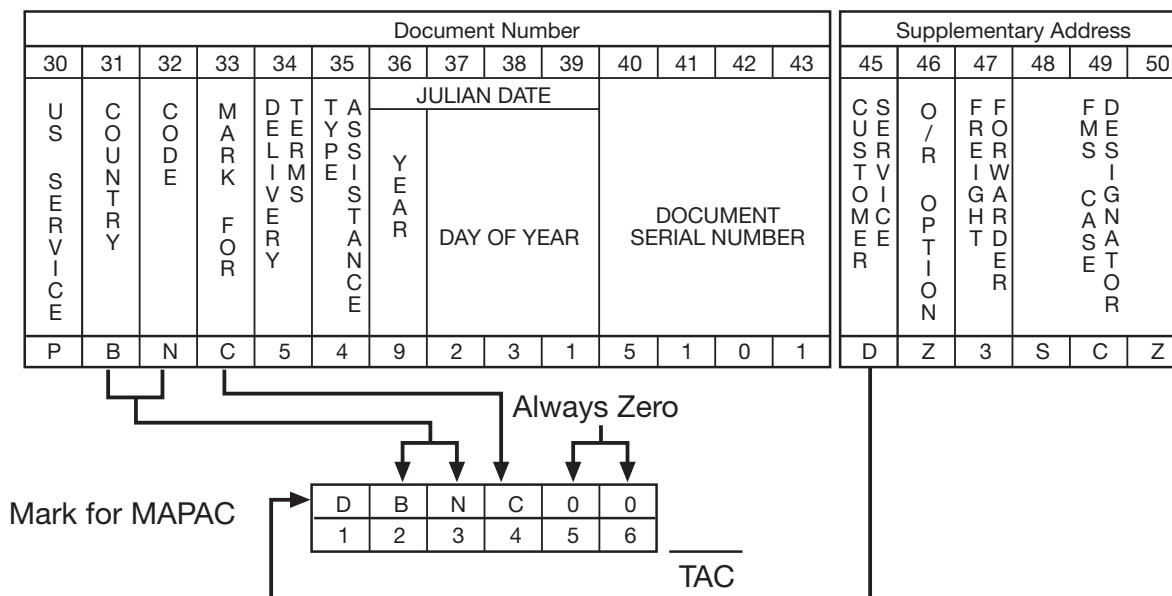 Document Number
Supplementary Address
30 31 32 33 34 35 36 37 38 39 40 41 42 43
45 46 47 48 49 50
US SERVICE
COUNTRY
CODE
MARK FOR
DELIVERY TERMS
TYPE ASSISTANCE
JULIAN DATE
YEAR
DAY OF YEAR
DOCUMENT
SERIAL NUMBER
CUSTOMER SERVICE
O/R OPTION
FREIGHT FORWARDER
FMS CASE DESIGNATOR
P B N C 5 4 9 2 3 1 5 1 0 1
D Z 3 S C Z
Always Zero
Mark for MAPAC
D B N C 0 0
1 2 3 4 5 6
TAC